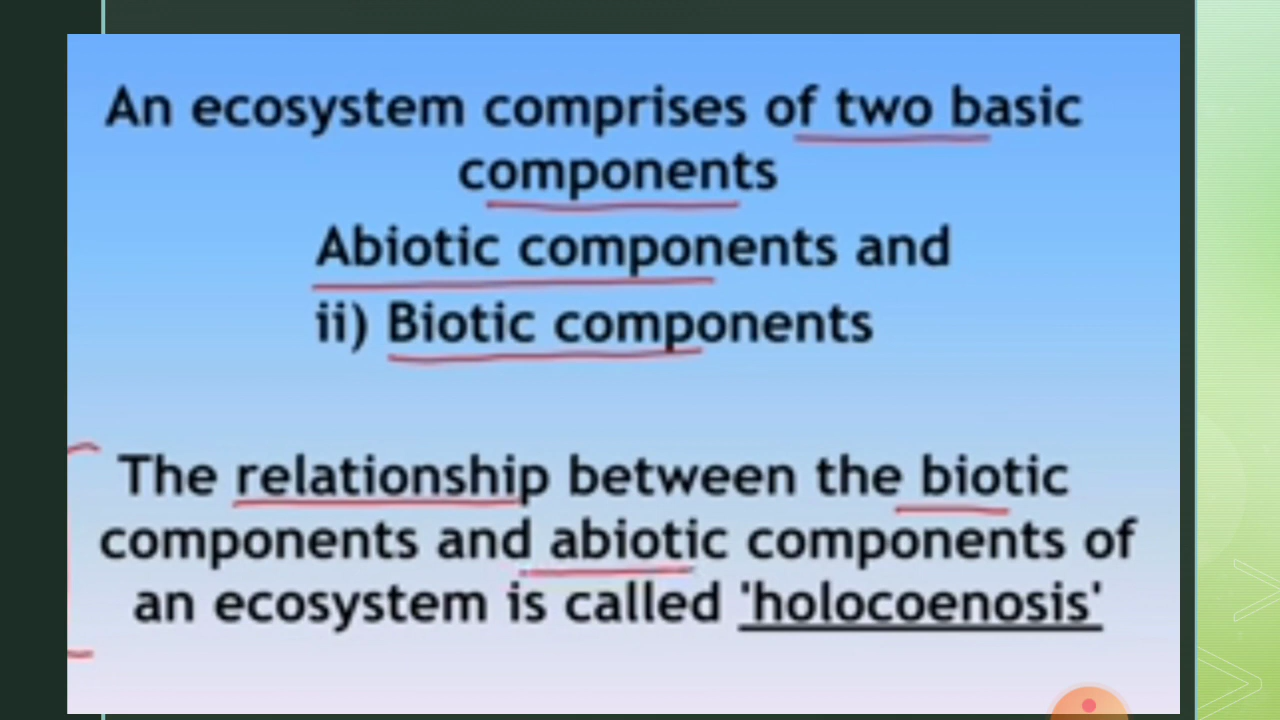 An ecosystem comprises of two basic
components
Abiotic components and
ii) Biotic components
The relationship between the biotic
components and abiotic components of
an ecosystem is called 'holocoenosis'